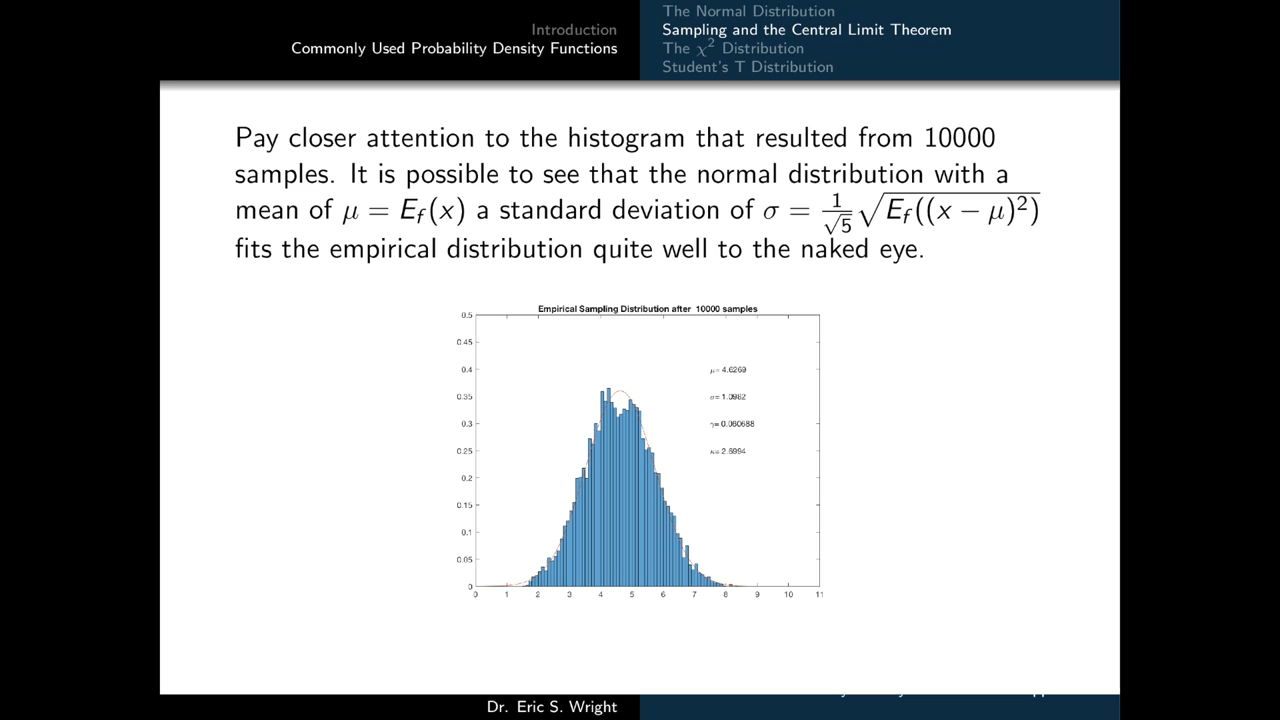 Introduction
Commonly Used Probability Density Functions
The Normal Distribution
Sampling and the Central Limit Theorem
The χ² Distribution
Student's T Distribution
Pay closer attention to the histogram that resulted from 10000
samples. It is possible to see that the normal distribution with a
mean of μ = E_f(x) a standard deviation of σ = 1/√5 √(E_f((x − μ)²))
fits the empirical distribution quite well to the naked eye.
Empirical Sampling Distribution after 10000 samples
0.5
0.45
0.4
0.35
0.3
0.25
0.2
0.15
0.1
0.05
0
μ= 4.6269
σ= 1.0982
γ= 0.060688
κ= 2.6994
0 1 2 3 4 5 6 7 8 9 10 11
Dr. Eric S. Wright